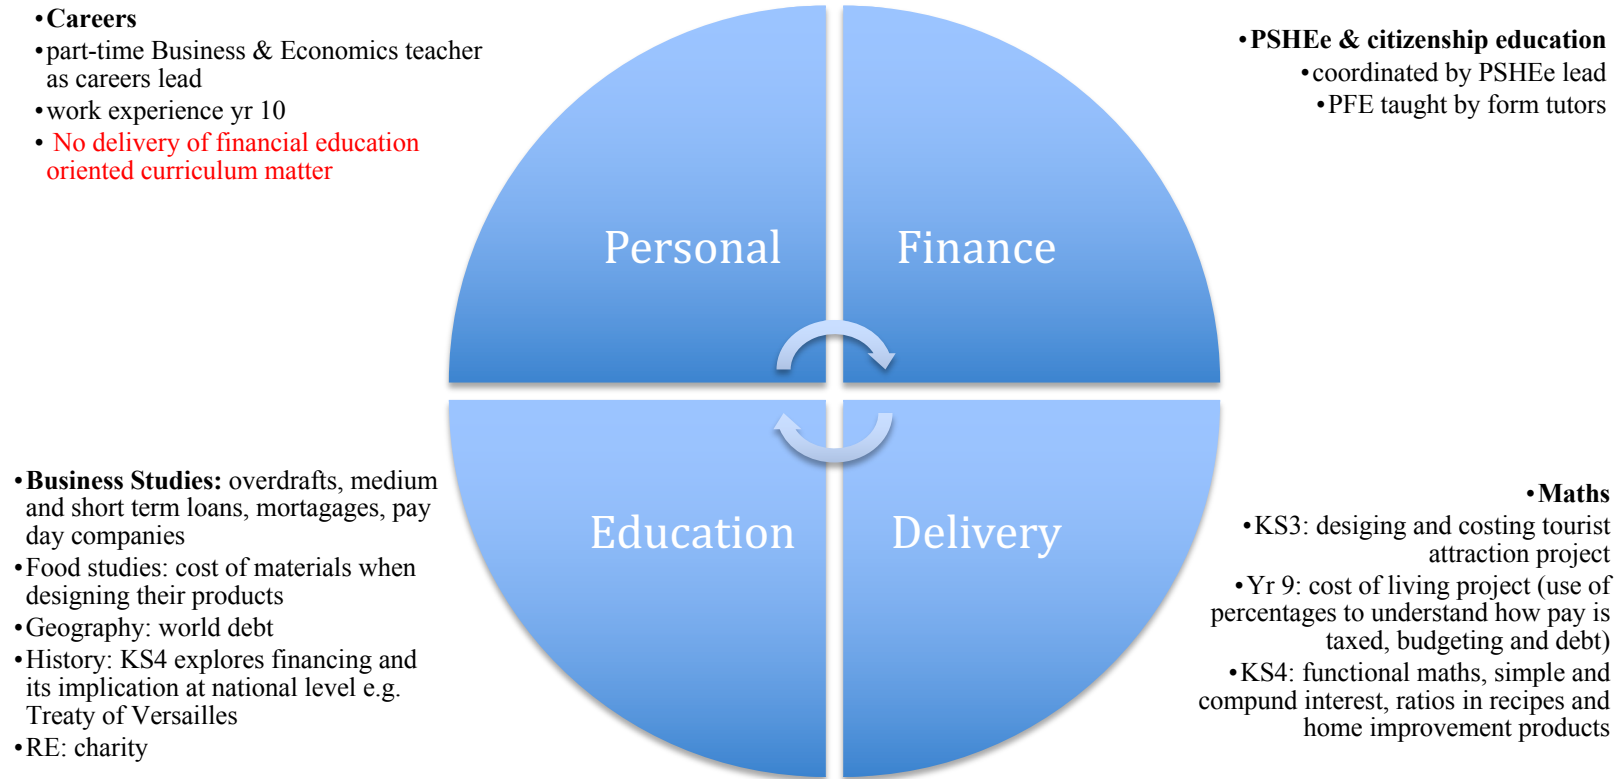 •Careers
•part-time Business & Economics teacher
as careers lead
•work experience yr 10
• No delivery of financial education
oriented curriculum matter
•PSHEe & citizenship education
•coordinated by PSHEe lead
•PFE taught by form tutors
Personal
Finance
Education
Delivery
•Business Studies: overdrafts, medium
and short term loans, mortagages, pay
day companies
•Food studies: cost of materials when
designing their products
•Geography: world debt
•History: KS4 explores financing and
its implication at national level e.g.
Treaty of Versailles
•RE: charity
•Maths
•KS3: desiging and costing tourist
attraction project
•Yr 9: cost of living project (use of
percentages to understand how pay is
taxed, budgeting and debt)
•KS4: functional maths, simple and
compund interest, ratios in recipes and
home improvement products